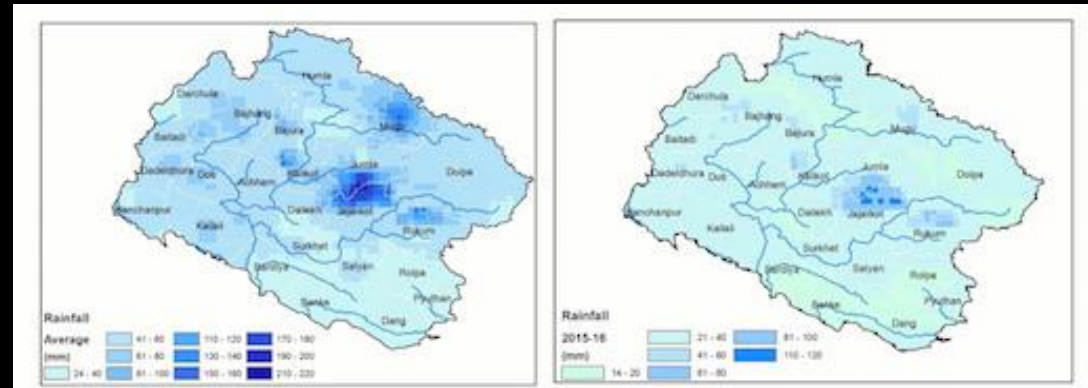 Humla
Darchula
Bajhang
Mugu
Baitadi
Bajura
Jumla
Dadeldhura
Doti
Dolpa
Achham
Kalikot
Kanchanpur
Dailekh
Jajarkot
Kailali
Rukum
Surkhet
Bardiya
Salyan
Rolpa
Banke
Pyuthan
Dang
Rainfall
Average
(mm)
24 - 40
41 - 60
61 - 80
81 - 100
110 - 120
130 - 140
150 - 160
170 - 180
190 - 200
210 - 220
Humla
Darchula
Bajhang
Mugu
Baitadi
Bajura
Jumla
Dadeldhura
Doti
Dolpa
Achham
Kalikot
Kanchanpur
Dailekh
Jajarkot
Kailali
Rukum
Surkhet
Bardiya
Salyan
Rolpa
Banke
Pyuthan
Dang
Rainfall
2015-16
(mm)
14 - 20
21 - 40
41 - 60
61 - 80
81 - 100
110 - 120